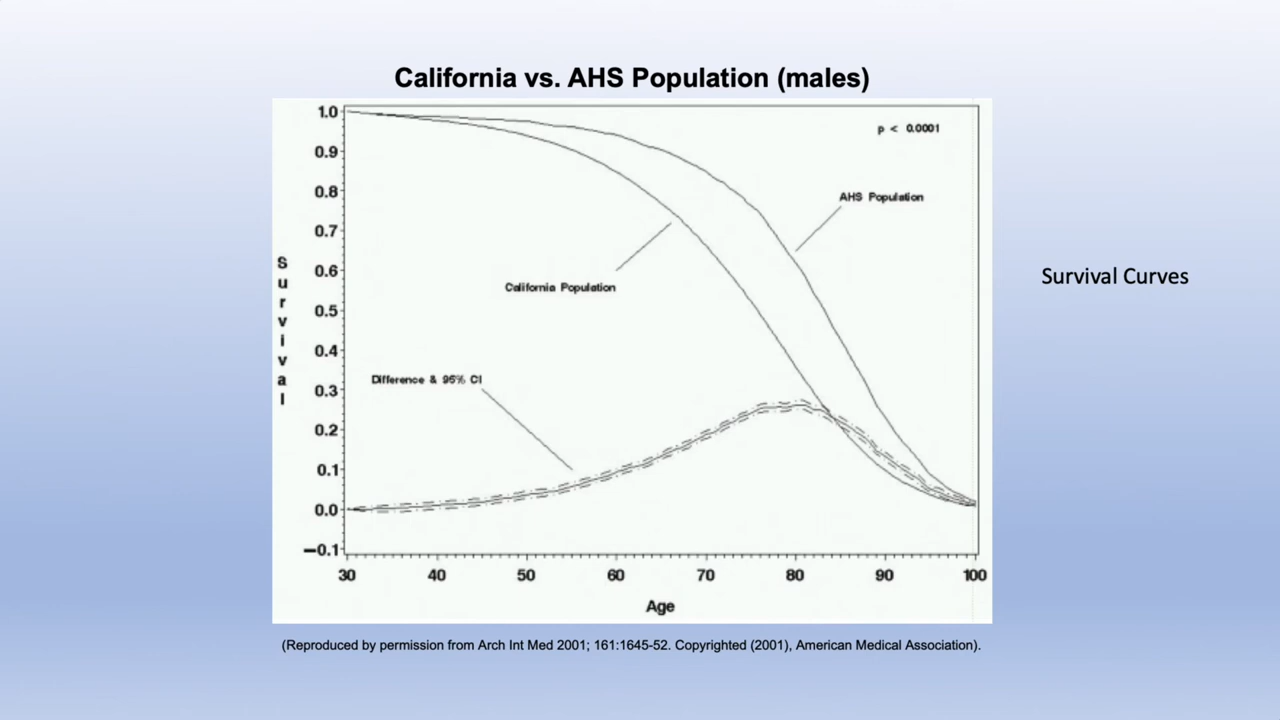 California vs. AHS Population (males)
1.0
p < 0.0001
0.9
0.8
AHS Population
0.7
Survival
0.6
Survival Curves
California Population
0.5
0.4
Difference & 95% CI
0.3
0.2
0.1
0.0
−0.1
30 40 50 60 70 80 90 100
Age
(Reproduced by permission from Arch Int Med 2001; 161:1645-52. Copyrighted (2001), American Medical Association).